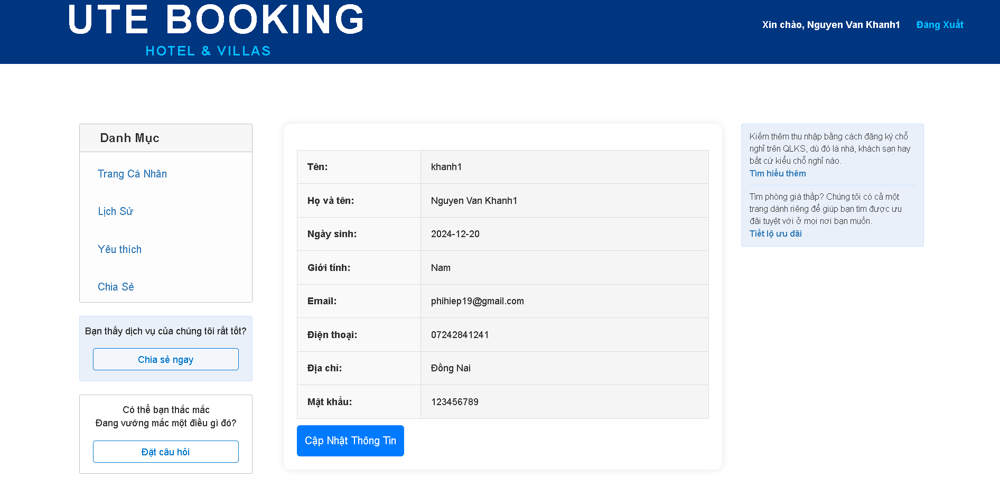 UTE BOOKING
HOTEL & VILLAS
Xin chào, Nguyen Van Khanh1 Đăng Xuất
Danh Mục
Trang Cá Nhân
Lịch Sử
Yêu thích
Chia Sẻ
Bạn thấy dịch vụ của chúng tôi rất tốt?
Chia sẻ ngay
Có thể bạn thắc mắc
Đang vướng mắc một điều gì đó?
Đặt câu hỏi
Tên: khanh1
Họ và tên: Nguyen Van Khanh1
Ngày sinh: 2024-12-20
Giới tính: Nam
Email: phihiep19@gmail.com
Điện thoại: 07242841241
Địa chỉ: Đồng Nai
Mật khẩu: 123456789
Cập Nhật Thông Tin
Kiếm thêm thu nhập bằng cách đăng ký chỗ
nghỉ trên QLKS, dù đó là nhà, khách sạn hay
bất cứ kiểu chỗ nghỉ nào.
Tìm hiểu thêm
Tìm phòng giá thấp? Chúng tôi có cả một
trang dành riêng để giúp bạn tìm được ưu
đãi tuyệt vời ở mọi nơi bạn muốn.
Tiết lộ ưu đãi